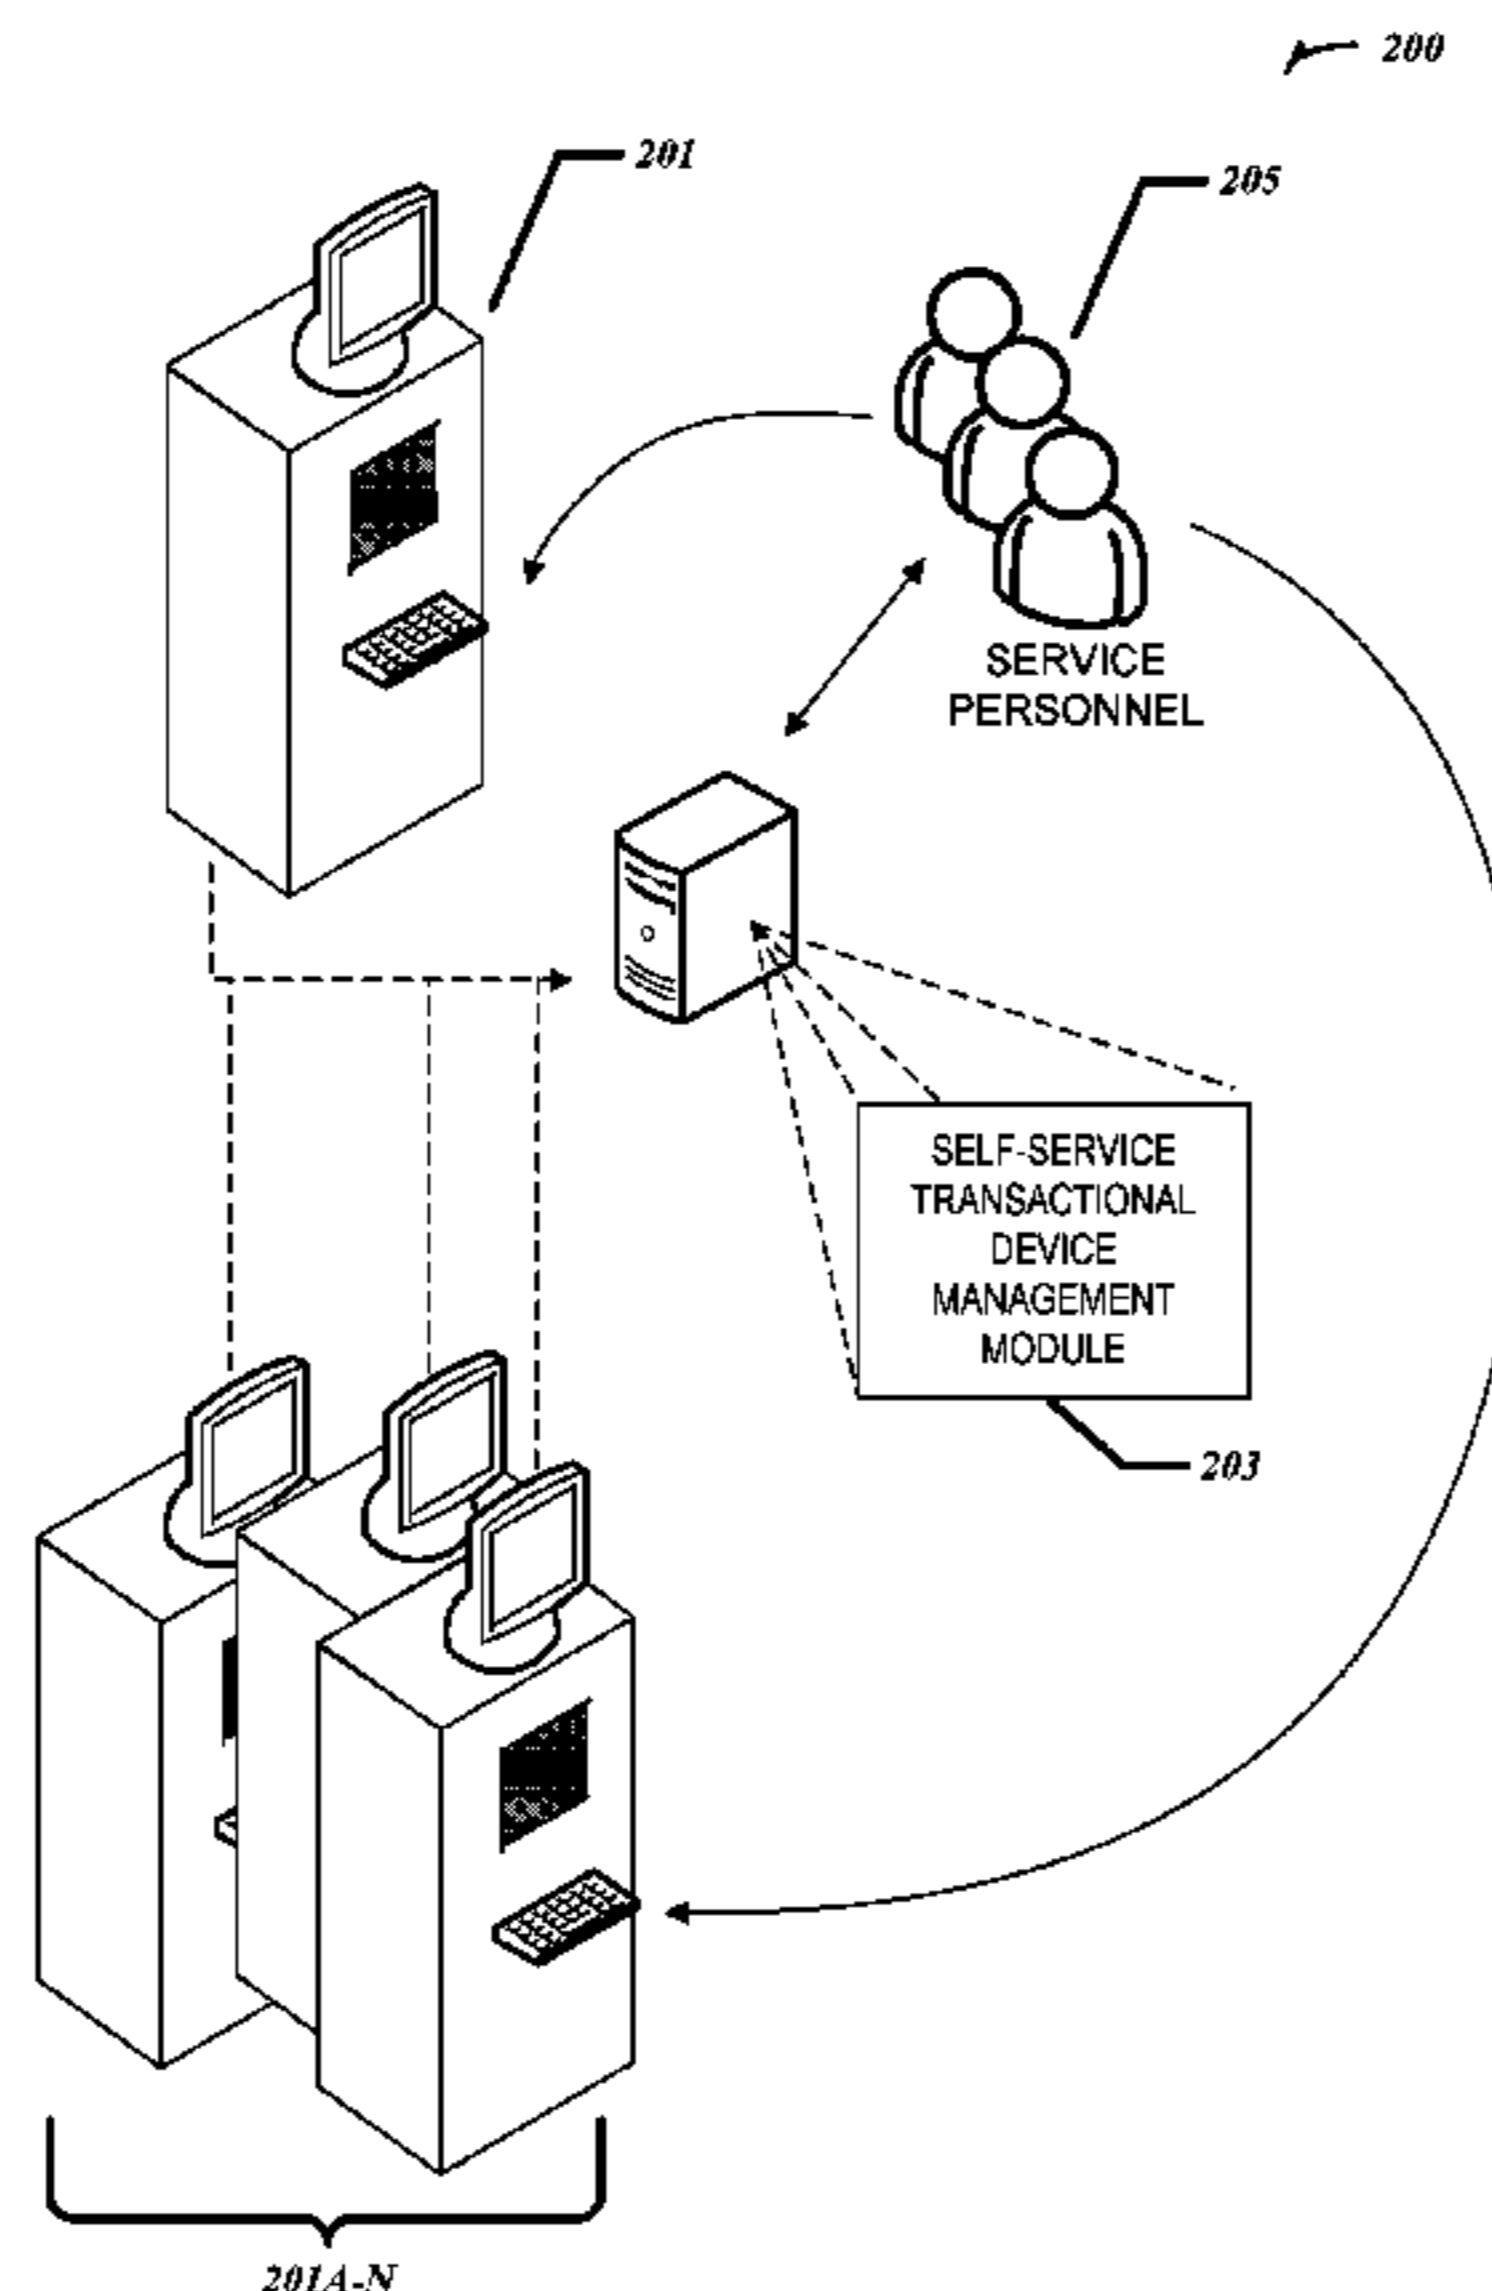 200
201
205
SERVICE
PERSONNEL
SELF-SERVICE
TRANSACTIONAL
DEVICE
MANAGEMENT
MODULE
203
201A-N